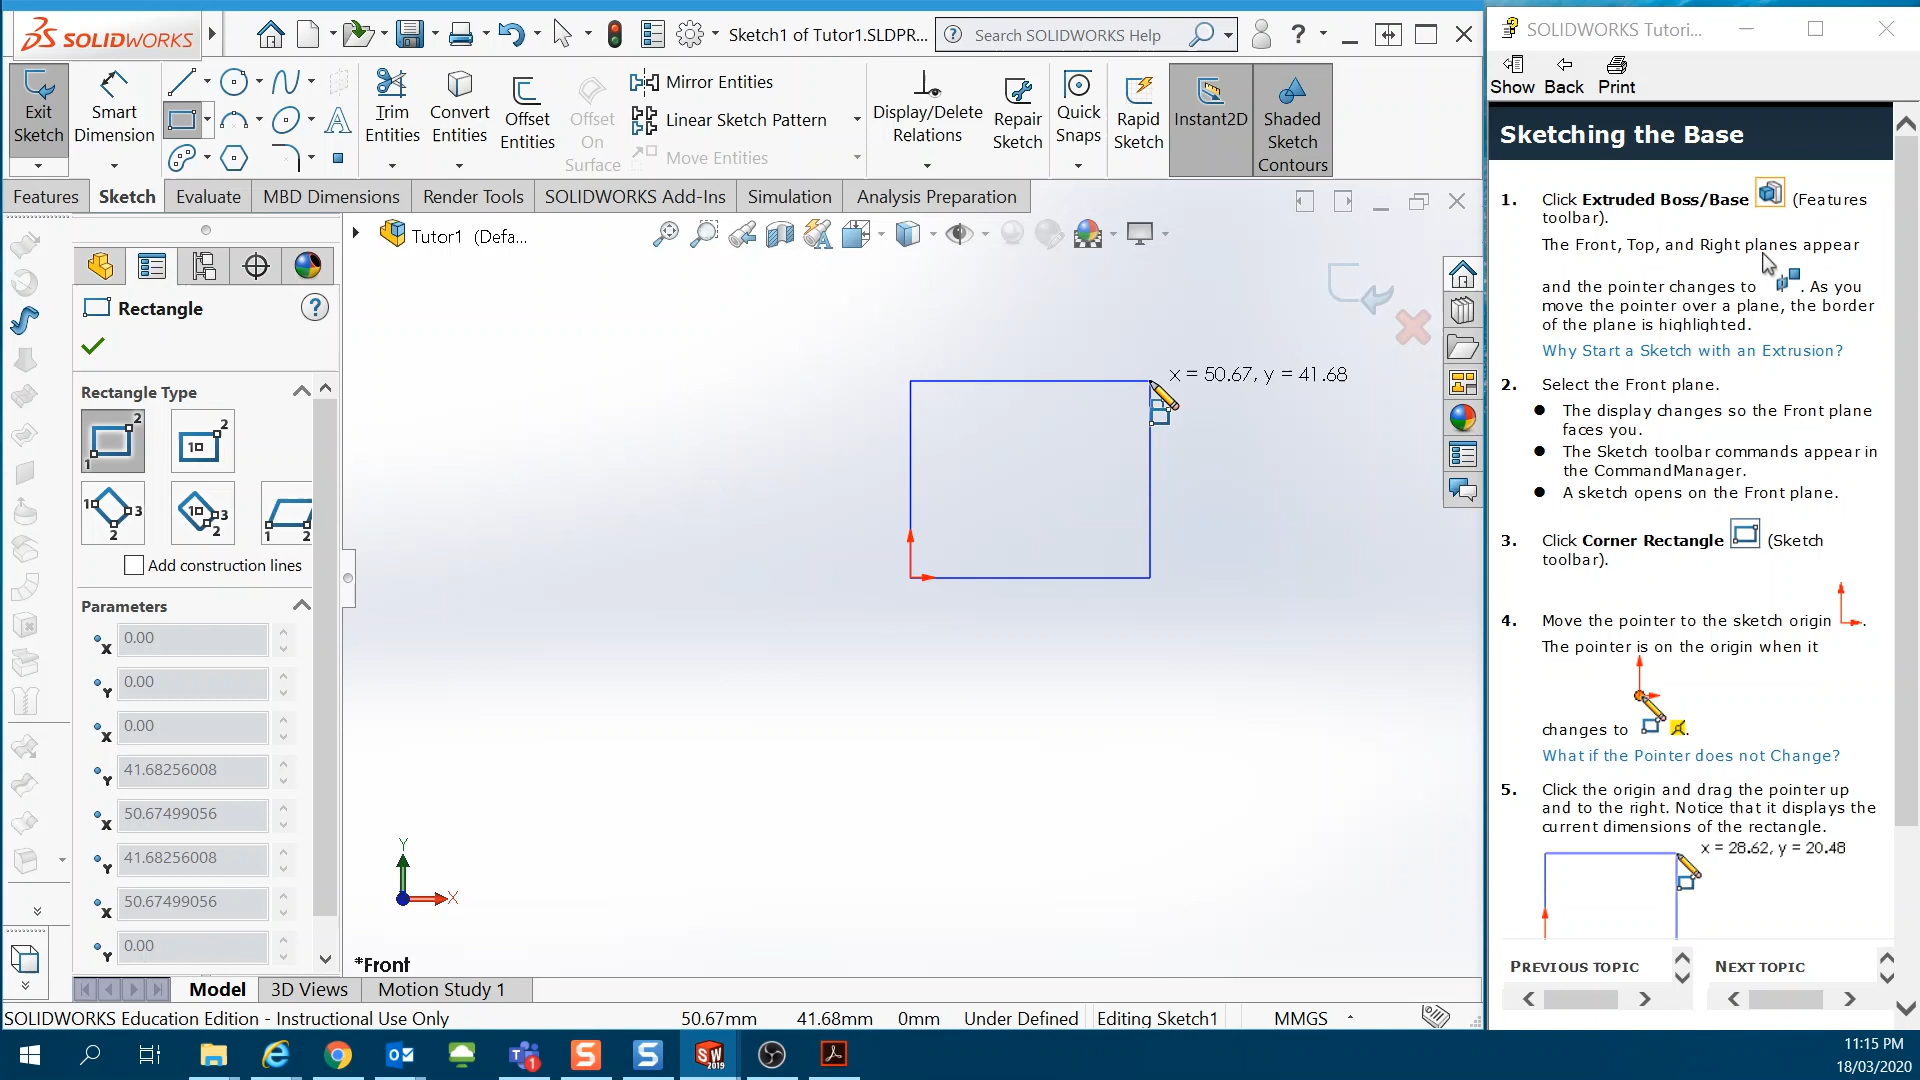 SOLIDWORKS
Sketch1 of Tutor1.SLDPR...
Search SOLIDWORKS Help
?
Exit Sketch
Smart Dimension
Trim Entities
Convert Entities
Offset Entities
Offset On Surface
Mirror Entities
Linear Sketch Pattern
Move Entities
Display/Delete Relations
Repair Sketch
Quick Snaps
Rapid Sketch
Instant2D
Shaded Sketch Contours
Features
Sketch
Evaluate
MBD Dimensions
Render Tools
SOLIDWORKS Add-Ins
Simulation
Analysis Preparation
Tutor1 (Defa...
Rectangle
?
Rectangle Type
Add construction lines
Parameters
X 0.00
Y 0.00
X 0.00
Y 41.68256008
X 50.67499056
Y 41.68256008
X 50.67499056
Y 0.00
x = 50.67, y = 41.68
Y
X
*Front
Model
3D Views
Motion Study 1
SOLIDWORKS Education Edition - Instructional Use Only
50.67mm
41.68mm
0mm
Under Defined
Editing Sketch1
MMGS
SOLIDWORKS Tutori...
Show
Back
Print
Sketching the Base
1. Click Extruded Boss/Base (Features
toolbar).
The Front, Top, and Right planes appear
and the pointer changes to . As you
move the pointer over a plane, the border
of the plane is highlighted.
Why Start a Sketch with an Extrusion?
2. Select the Front plane.
● The display changes so the Front plane
faces you.
● The Sketch toolbar commands appear in
the CommandManager.
● A sketch opens on the Front plane.
3. Click Corner Rectangle (Sketch
toolbar).
4. Move the pointer to the sketch origin .
The pointer is on the origin when it
changes to .
What if the Pointer does not Change?
5. Click the origin and drag the pointer up
and to the right. Notice that it displays the
current dimensions of the rectangle.
x = 28.62, y = 20.48
PREVIOUS TOPIC
NEXT TOPIC
11:15 PM
18/03/2020